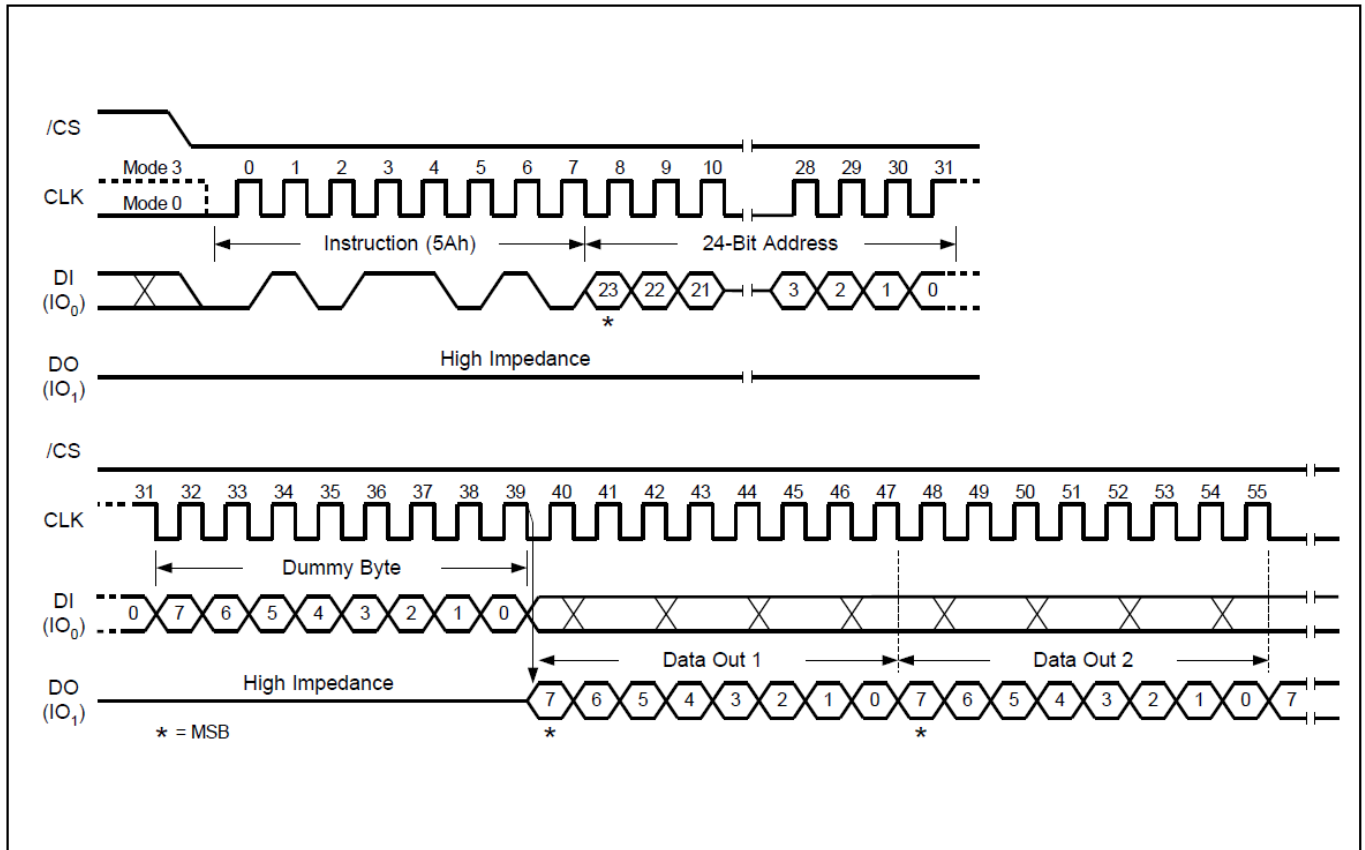 /CS
Mode 3 0 1 2 3 4 5 6 7 8 9 10 28 29 30 31
CLK
Mode 0
Instruction (5Ah) 24-Bit Address
DI
(IO0) 23 22 21 3 2 1 0
*
High Impedance
DO
(IO1)
/CS
31 32 33 34 35 36 37 38 39 40 41 42 43 44 45 46 47 48 49 50 51 52 53 54 55
CLK
Dummy Byte
DI
(IO0) 0 7 6 5 4 3 2 1 0
Data Out 1 Data Out 2
High Impedance
DO
(IO1) 7 6 5 4 3 2 1 0 7 6 5 4 3 2 1 0 7
* = MSB * *